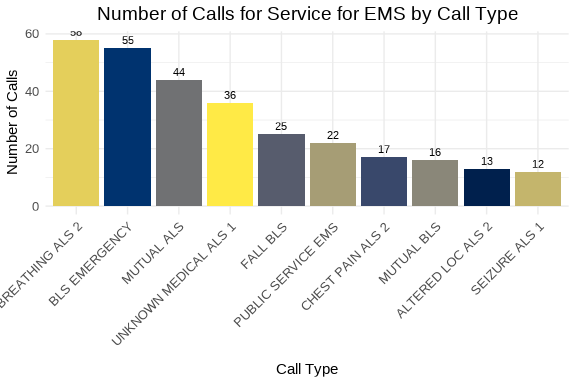 Number of Calls for Service for EMS by Call Type
Number of Calls
60
40
20
0
58
55
44
36
25
22
17
16
13
12
BREATHING ALS 2
BLS EMERGENCY
MUTUAL ALS
UNKNOWN MEDICAL ALS 1
FALL BLS
PUBLIC SERVICE EMS
CHEST PAIN ALS 2
MUTUAL BLS
ALTERED LOC ALS 2
SEIZURE ALS 1
Call Type